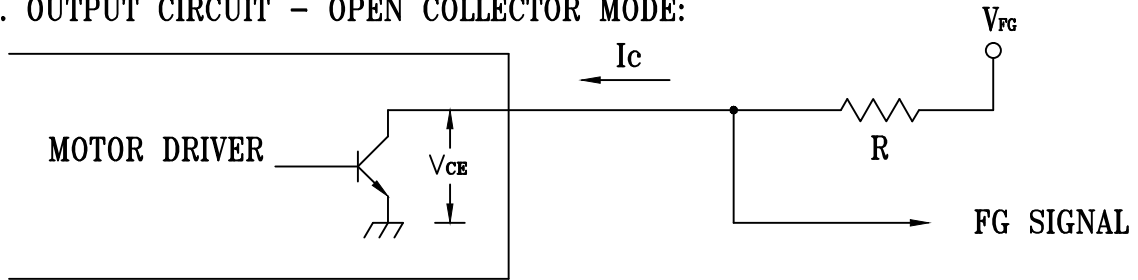 . OUTPUT CIRCUIT - OPEN COLLECTOR MODE:
VFG
Ic
MOTOR DRIVER
VCE
R
FG SIGNAL